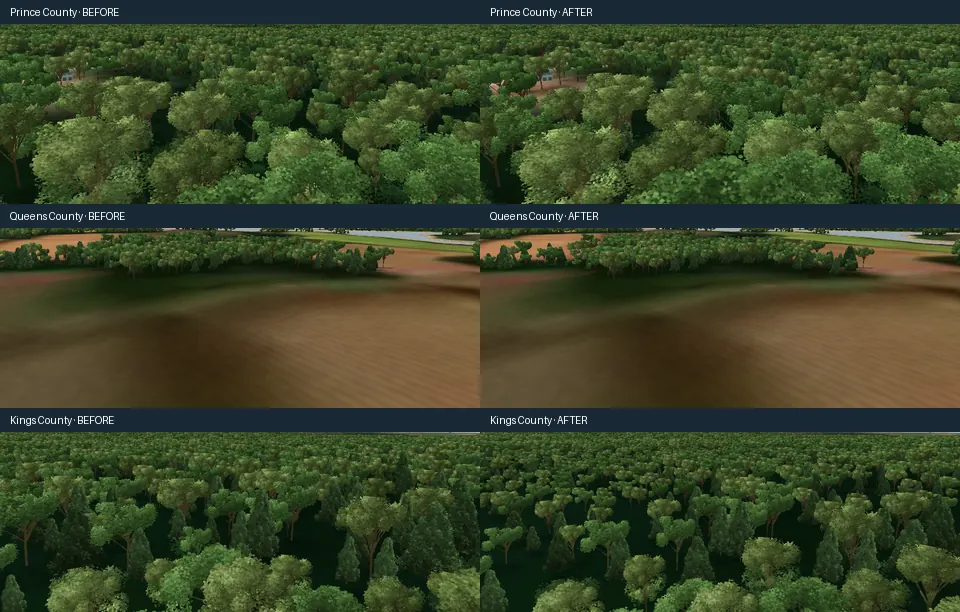 Prince County · BEFORE
Prince County · AFTER
Queens County · BEFORE
Queens County · AFTER
Kings County · BEFORE
Kings County · AFTER